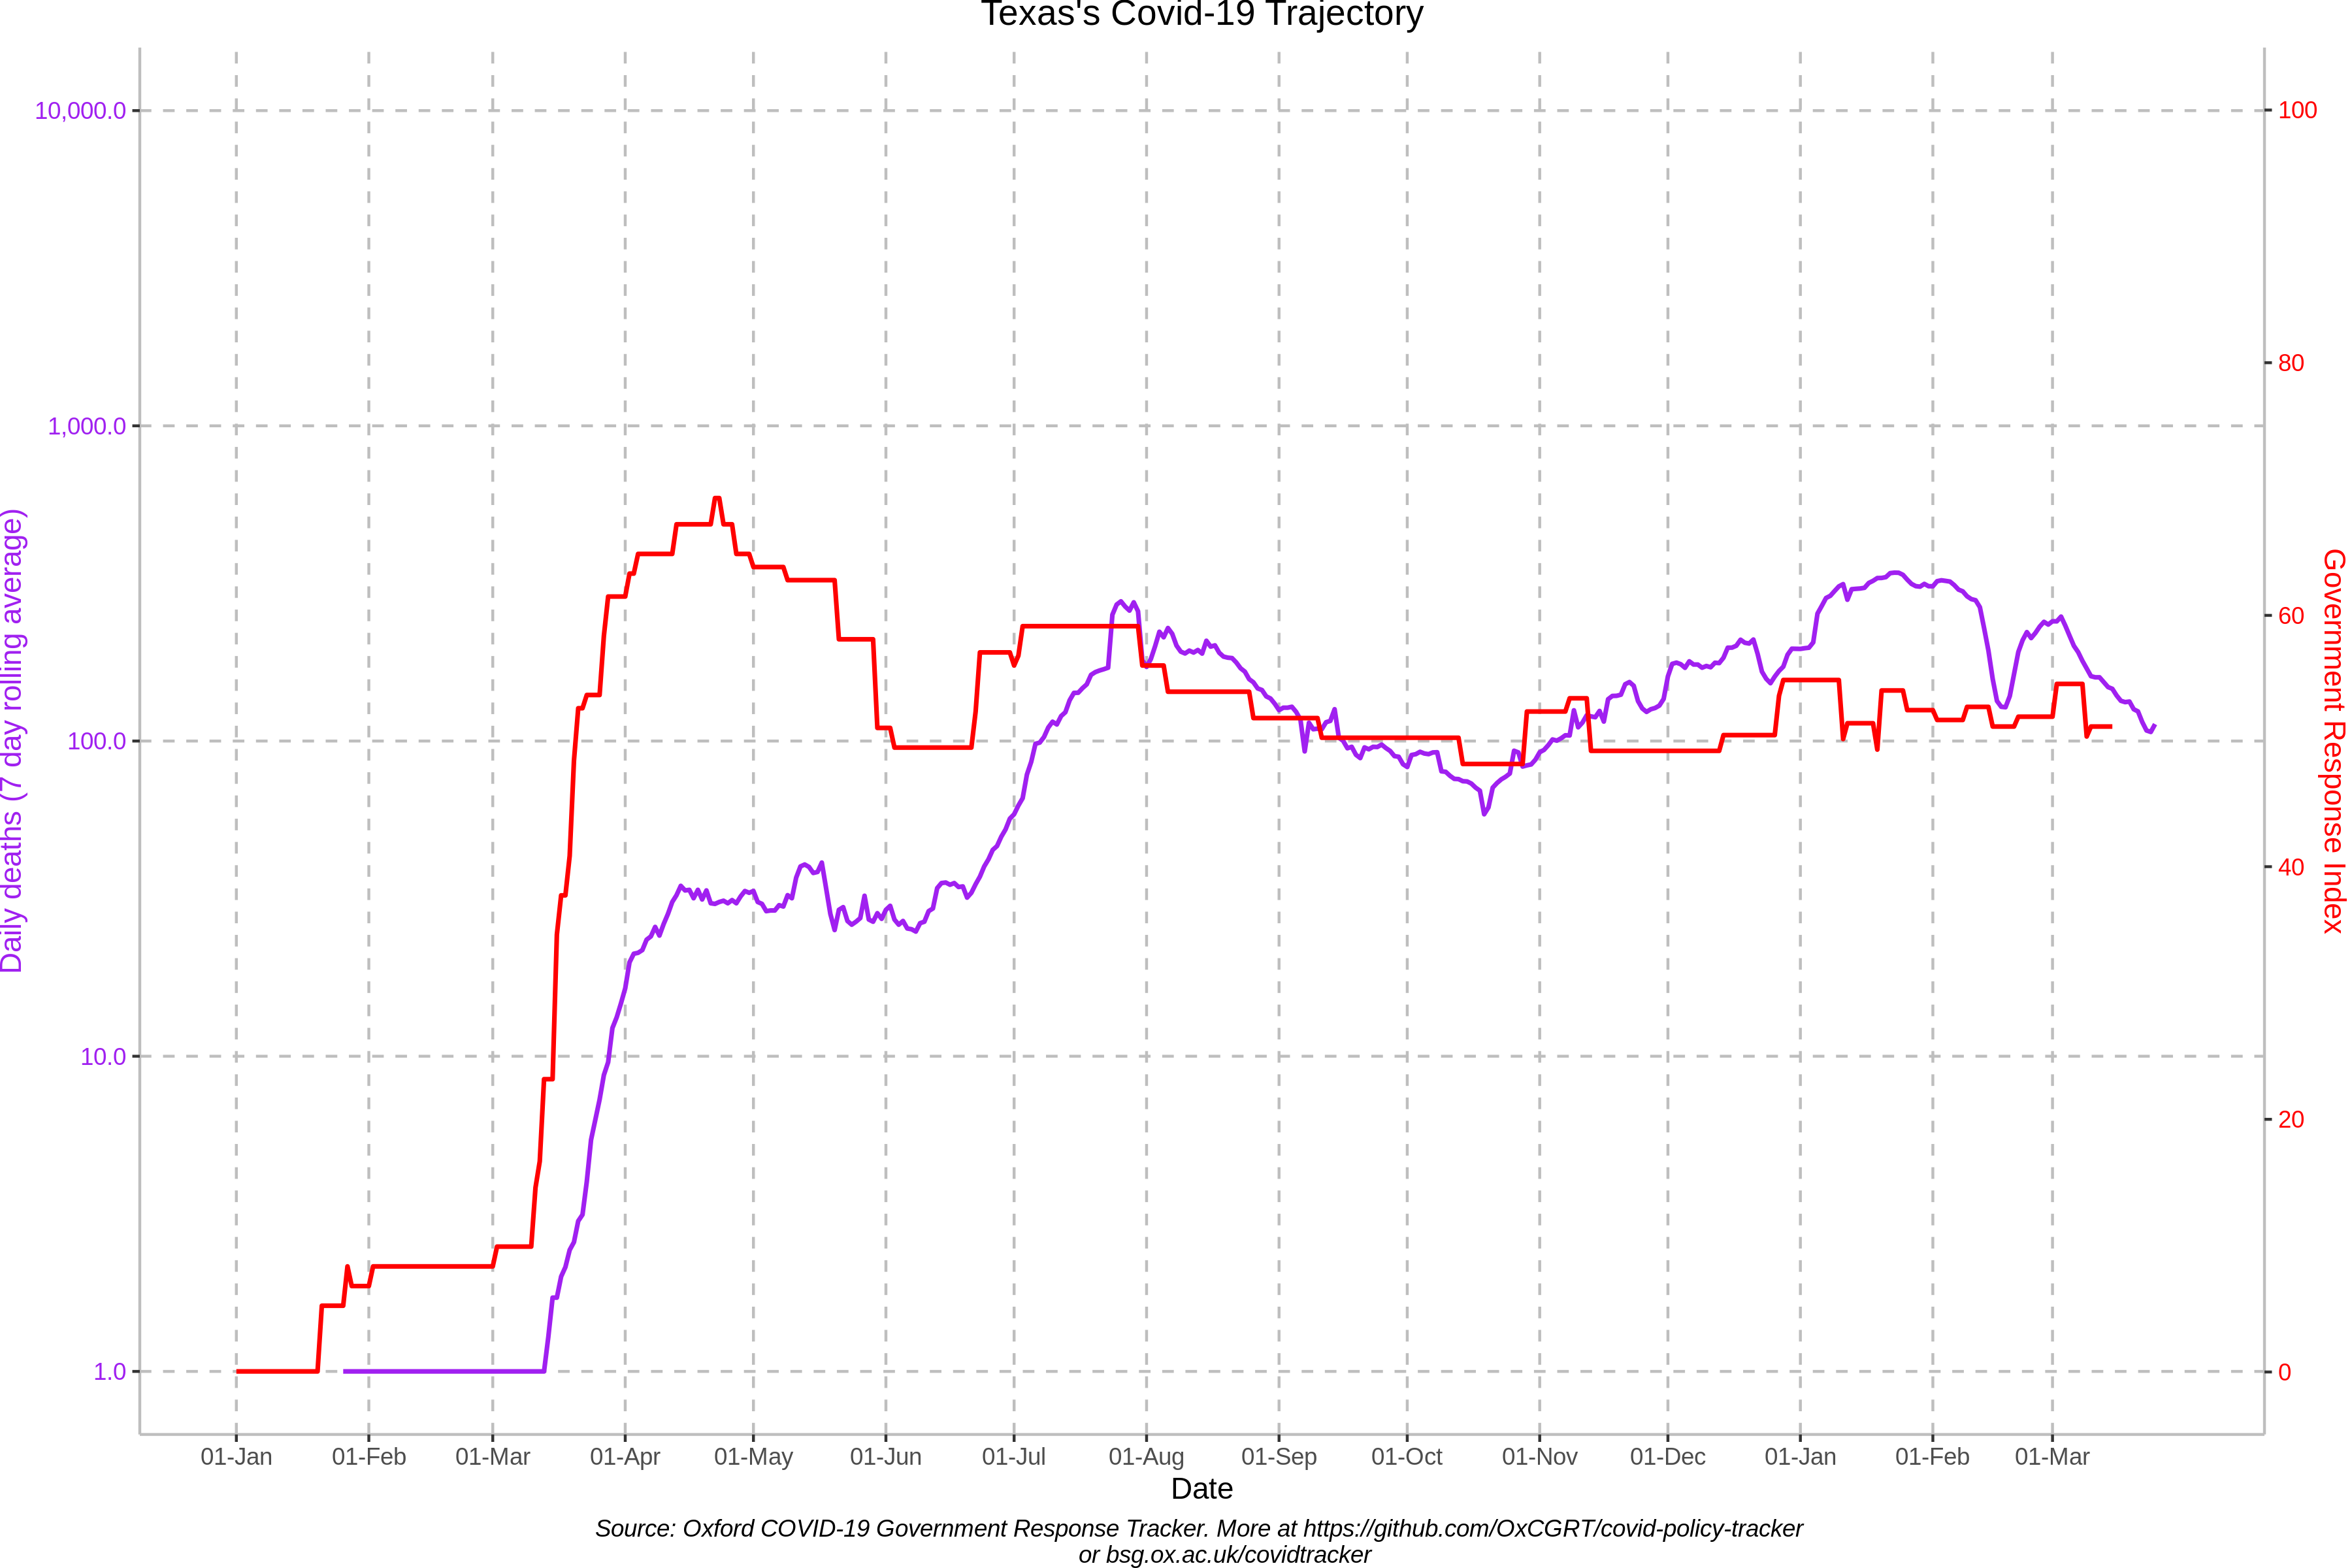 Texas's Covid-19 Trajectory
10,000.0
1,000.0
100.0
10.0
1.0
Daily deaths (7 day rolling average)
100
80
60
40
20
0
Government Response Index
01-Jan 01-Feb 01-Mar 01-Apr 01-May 01-Jun 01-Jul 01-Aug 01-Sep 01-Oct 01-Nov 01-Dec 01-Jan 01-Feb 01-Mar
Date
Source: Oxford COVID-19 Government Response Tracker. More at https://github.com/OxCGRT/covid-policy-tracker
or bsg.ox.ac.uk/covidtracker